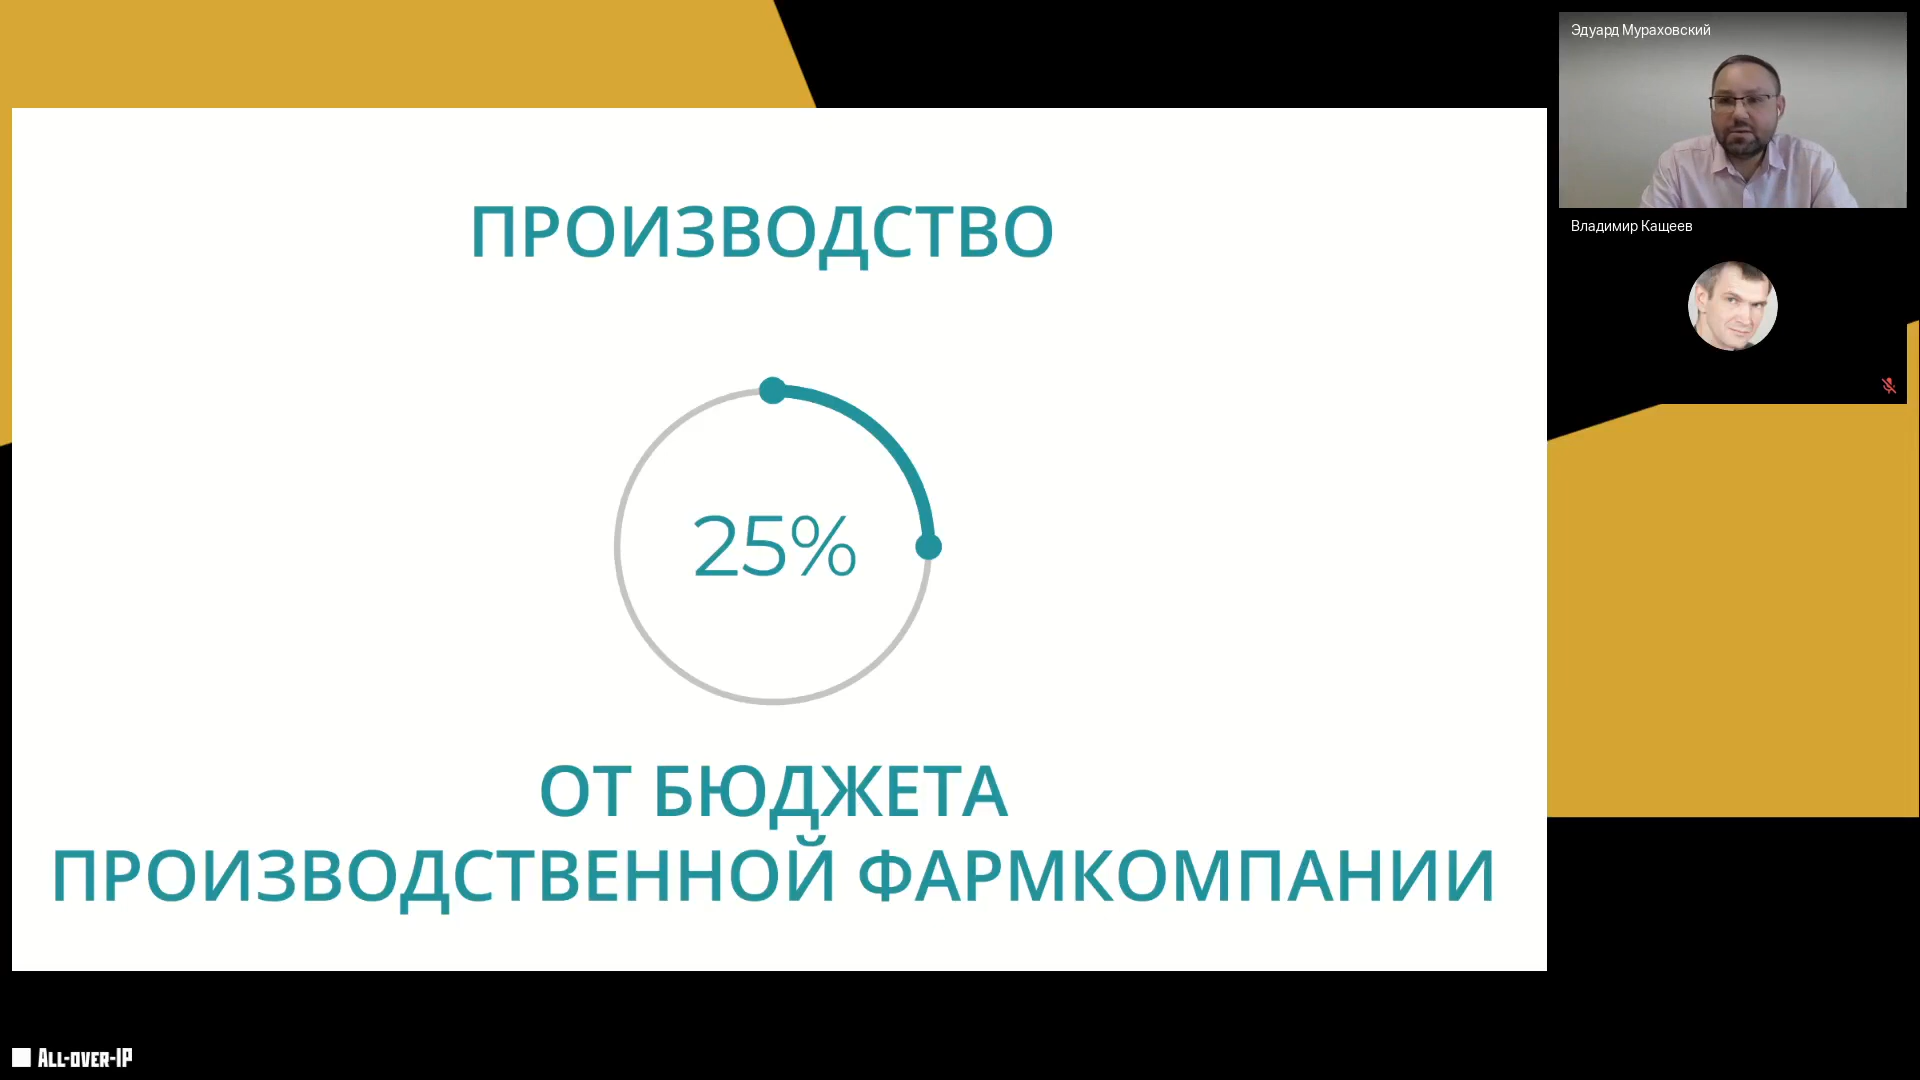 Эдуард Мураховский
Владимир Кащеев
ПРОИЗВОДСТВО
25%
ОТ БЮДЖЕТА
ПРОИЗВОДСТВЕННОЙ ФАРМКОМПАНИИ
ALL-OVER-IP